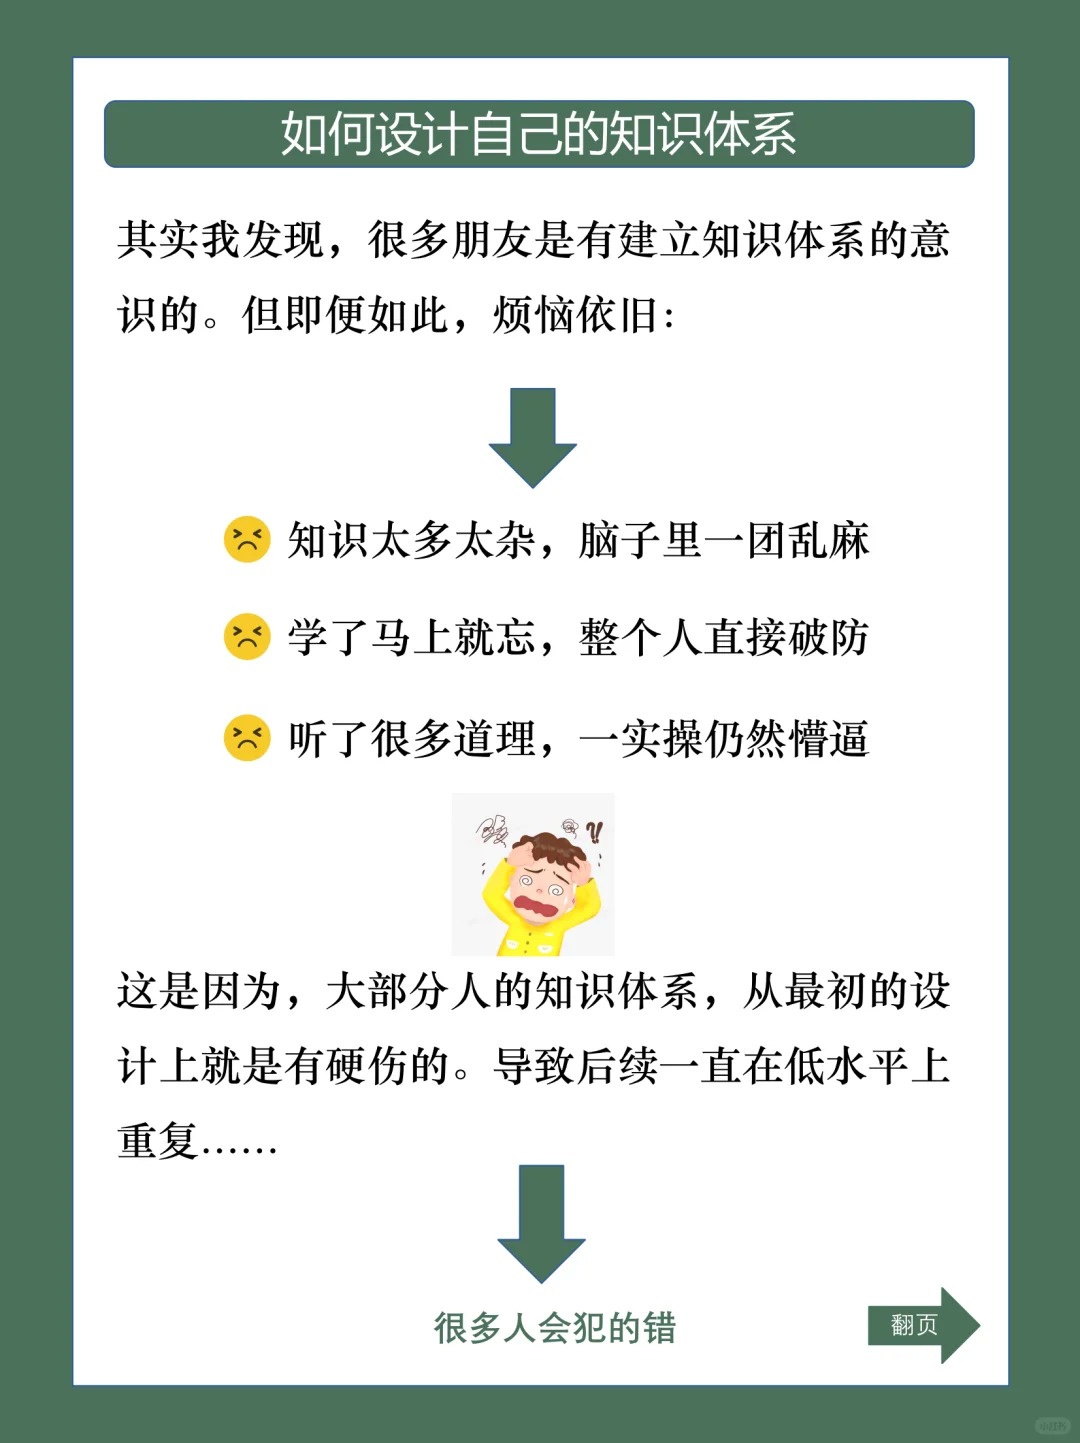 如何设计自己的知识体系
其实我发现，很多朋友是有建立知识体系的意
识的。但即便如此，烦恼依旧：
知识太多太杂，脑子里一团乱麻
学了马上就忘，整个人直接破防
听了很多道理，一实操仍然懵逼
!!
这是因为，大部分人的知识体系，从最初的设
计上就是有硬伤的。导致后续一直在低水平上
重复……
很多人会犯的错
翻页